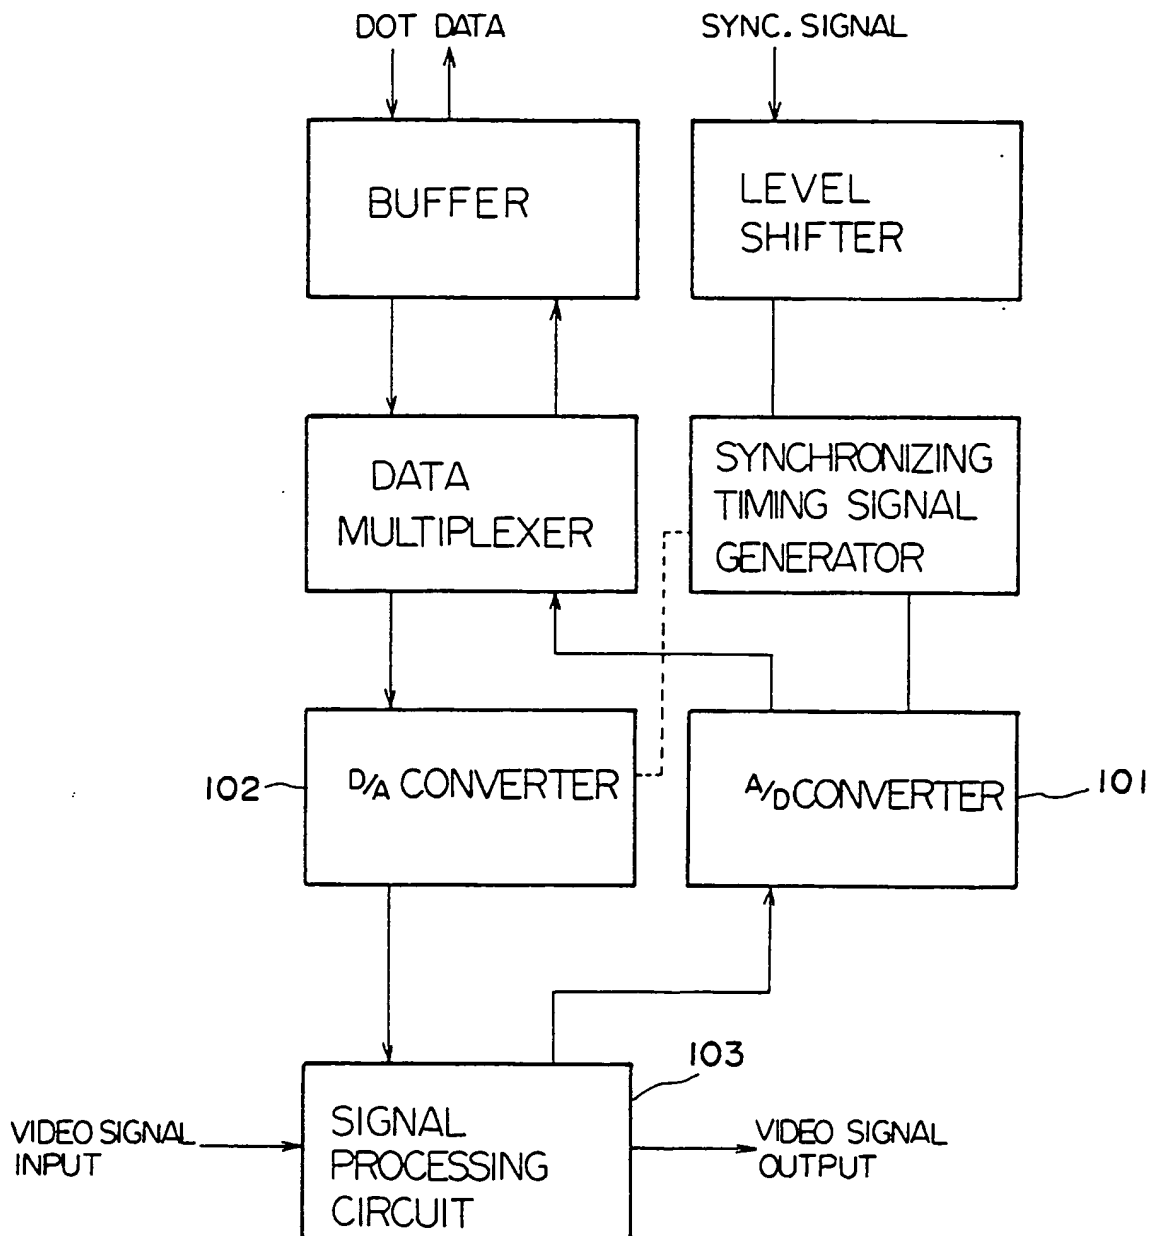 DOT DATA
SYNC. SIGNAL
BUFFER
LEVEL
SHIFTER
DATA
MULTIPLEXER
SYNCHRONIZING
TIMING SIGNAL
GENERATOR
102
D/A CONVERTER
A/D CONVERTER
101
103
VIDEO SIGNAL
INPUT
SIGNAL
PROCESSING
CIRCUIT
VIDEO SIGNAL
OUTPUT